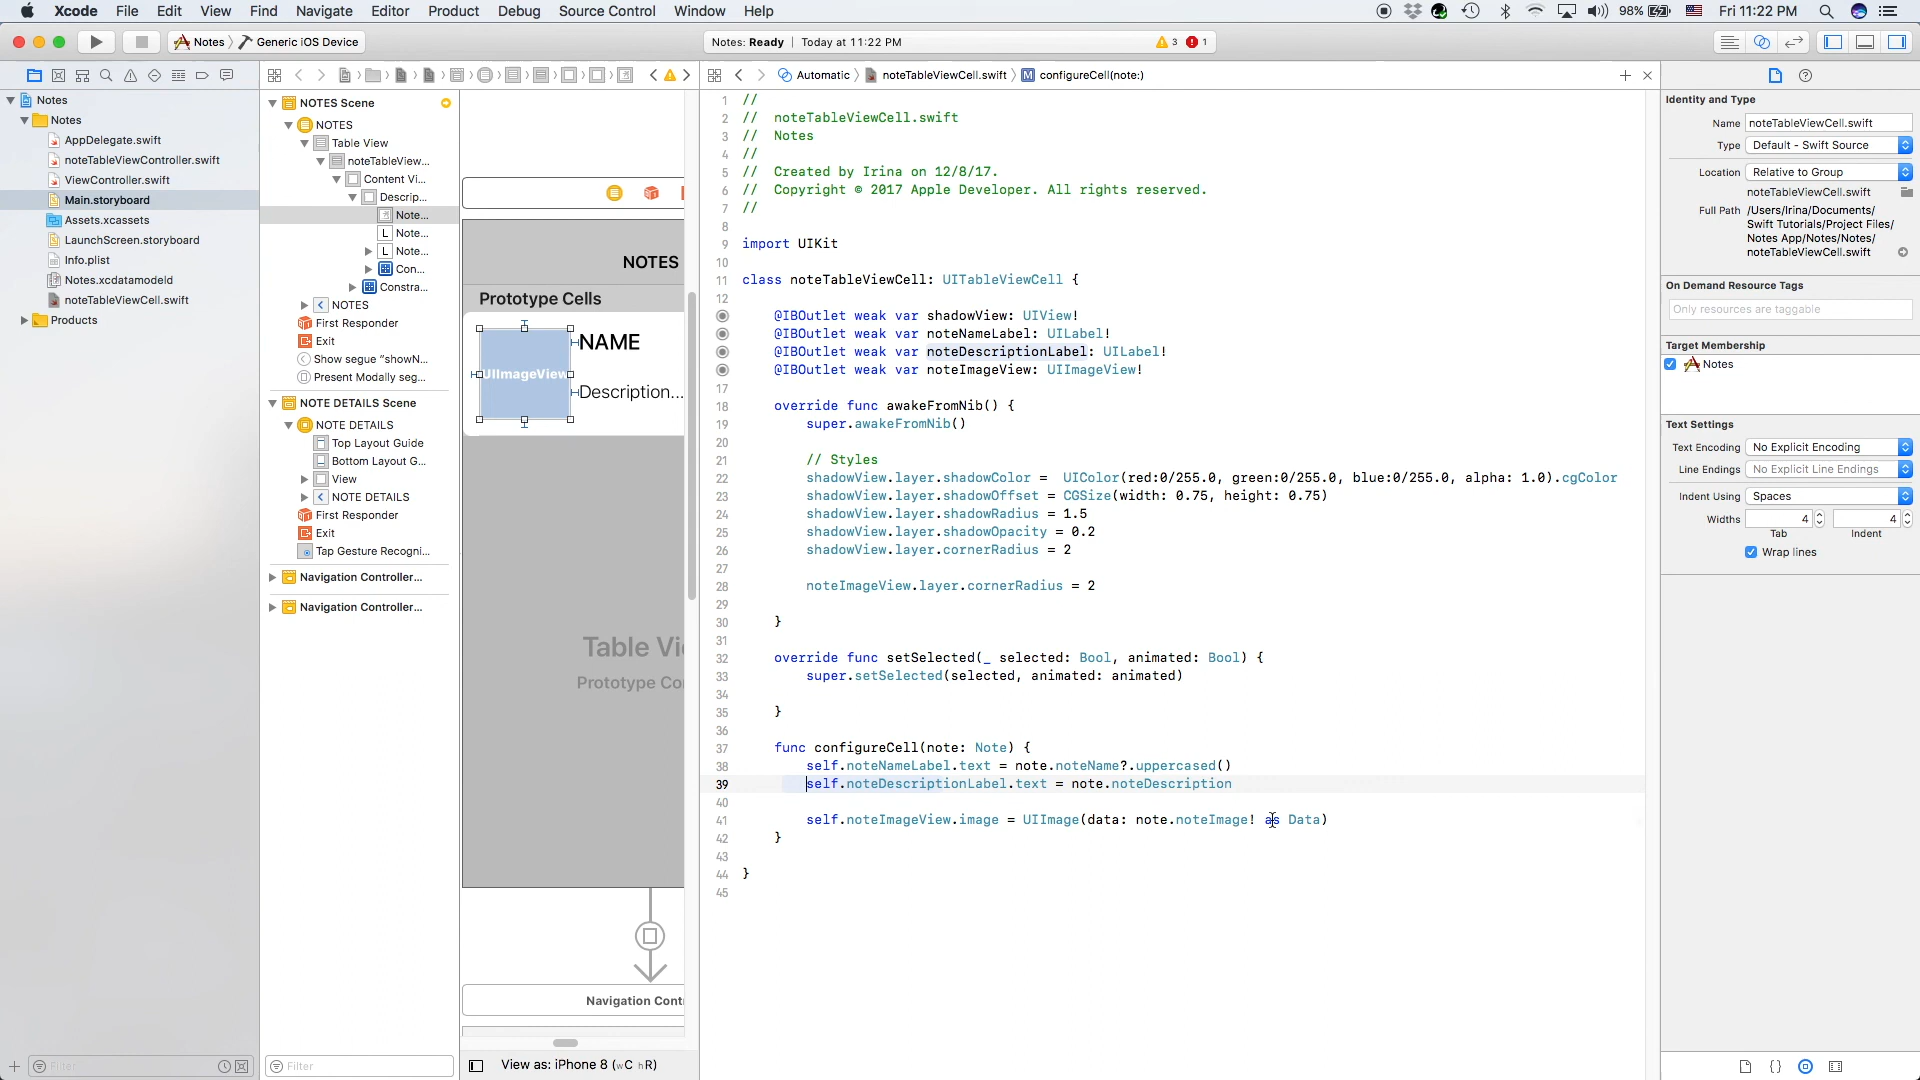 Xcode File Edit View Find Navigate Editor Product Debug Source Control Window Help
98% Fri 11:22 PM
Notes Generic iOS Device
Notes: Ready | Today at 11:22 PM
3 1
Automatic noteTableViewCell.swift M configureCell(note:)
Notes
Notes
AppDelegate.swift
noteTableViewController.swift
ViewController.swift
Main.storyboard
Assets.xcassets
LaunchScreen.storyboard
Info.plist
Notes.xcdatamodeld
noteTableViewCell.swift
Products
Filter
NOTES Scene
NOTES
Table View
noteTableView...
Content Vi...
Descrip...
Note...
L Note...
L Note...
Con...
Constra...
NOTES
First Responder
Exit
Show segue "showN...
Present Modally seg...
NOTE DETAILS Scene
NOTE DETAILS
Top Layout Guide
Bottom Layout G...
View
NOTE DETAILS
First Responder
Exit
Tap Gesture Recogni...
Navigation Controller...
Navigation Controller...
Filter
NOTES
Prototype Cells
UIImageView
NAME
Description...
Table Vi
Prototype Co
Navigation Cont
View as: iPhone 8 (wC hR)
1 //
2 // noteTableViewCell.swift
3 // Notes
4 //
5 // Created by Irina on 12/8/17.
6 // Copyright © 2017 Apple Developer. All rights reserved.
7 //
8
9 import UIKit
10
11 class noteTableViewCell: UITableViewCell {
12
@IBOutlet weak var shadowView: UIView!
@IBOutlet weak var noteNameLabel: UILabel!
@IBOutlet weak var noteDescriptionLabel: UILabel!
@IBOutlet weak var noteImageView: UIImageView!
17
18 override func awakeFromNib() {
19 super.awakeFromNib()
20
21 // Styles
22 shadowView.layer.shadowColor = UIColor(red:0/255.0, green:0/255.0, blue:0/255.0, alpha: 1.0).cgColor
23 shadowView.layer.shadowOffset = CGSize(width: 0.75, height: 0.75)
24 shadowView.layer.shadowRadius = 1.5
25 shadowView.layer.shadowOpacity = 0.2
26 shadowView.layer.cornerRadius = 2
27
28 noteImageView.layer.cornerRadius = 2
29
30 }
31
32 override func setSelected(_ selected: Bool, animated: Bool) {
33 super.setSelected(selected, animated: animated)
34
35 }
36
37 func configureCell(note: Note) {
38 self.noteNameLabel.text = note.noteName?.uppercased()
39 self.noteDescriptionLabel.text = note.noteDescription
40
41 self.noteImageView.image = UIImage(data: note.noteImage! as Data)
42 }
43
44 }
45
Identity and Type
Name noteTableViewCell.swift
Type Default - Swift Source
Location Relative to Group
noteTableViewCell.swift
Full Path /Users/Irina/Documents/
Swift Tutorials/Project Files/
Notes App/Notes/Notes/
noteTableViewCell.swift
On Demand Resource Tags
Only resources are taggable
Target Membership
Notes
Text Settings
Text Encoding No Explicit Encoding
Line Endings No Explicit Line Endings
Indent Using Spaces
Widths 4 4
Tab Indent
Wrap lines